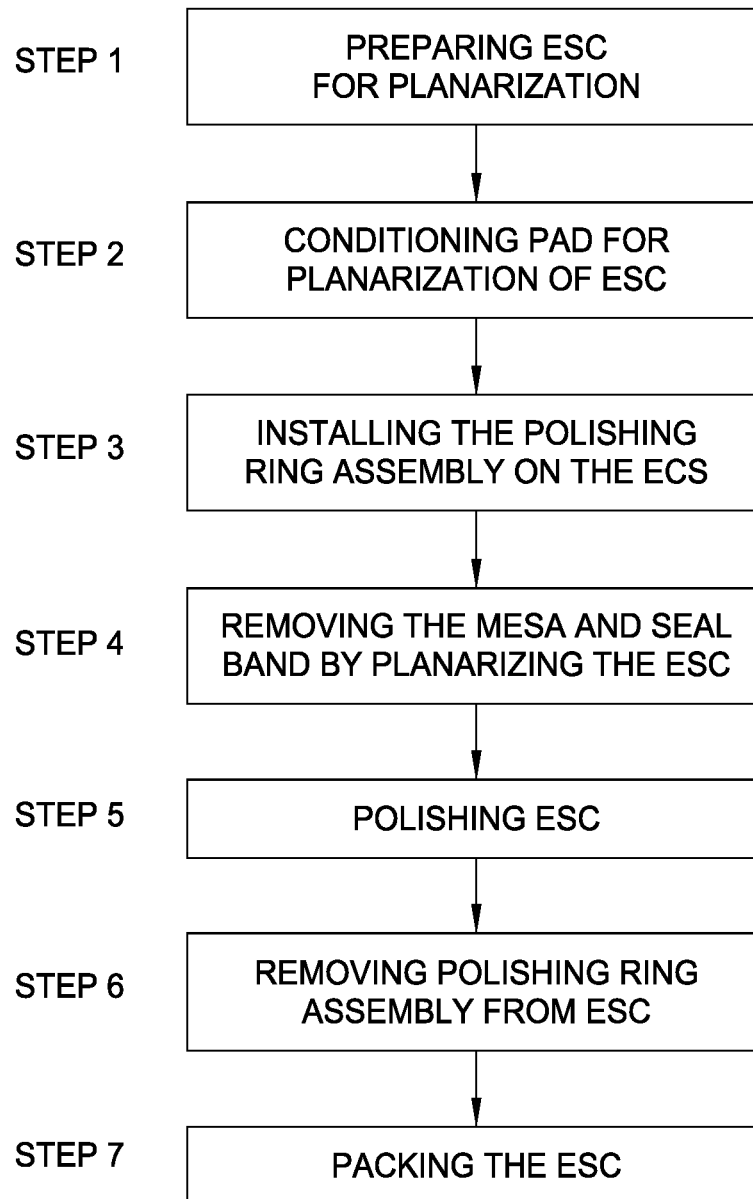 STEP 1
PREPARING ESC
FOR PLANARIZATION
STEP 2
CONDITIONING PAD FOR
PLANARIZATION OF ESC
STEP 3
INSTALLING THE POLISHING
RING ASSEMBLY ON THE ECS
STEP 4
REMOVING THE MESA AND SEAL
BAND BY PLANARIZING THE ESC
STEP 5
POLISHING ESC
STEP 6
REMOVING POLISHING RING
ASSEMBLY FROM ESC
STEP 7
PACKING THE ESC